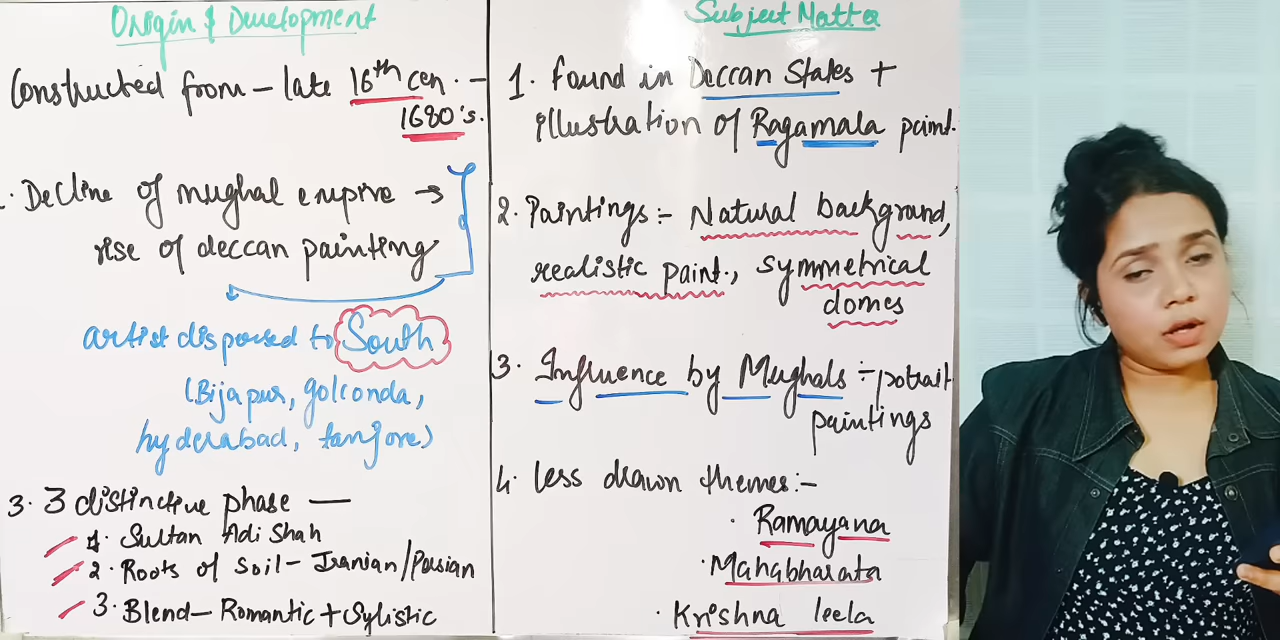 Origin & Development
Constructed from – late 16th cen. –
1680's.
Decline of mughal empire →
rise of deccan painting
artist dispersed to South
(Bijapur, golconda,
hyderabad, tanjore)
3. 3 distinctive phase —
1. Sultan Adi Shah
2. Roots of Soil – Iranian/Persian
3. Blend – Romantic + Sylistic
Subject Matter
1. Found in Deccan States +
illustration of Ragamala paint.
2. Paintings :- Natural background,
realistic paint., symmetrical
domes
3. Influence by Mughals :- potrait
paintings
4. less drawn themes:-
· Ramayana
· Mahabharata
· Krishna leela